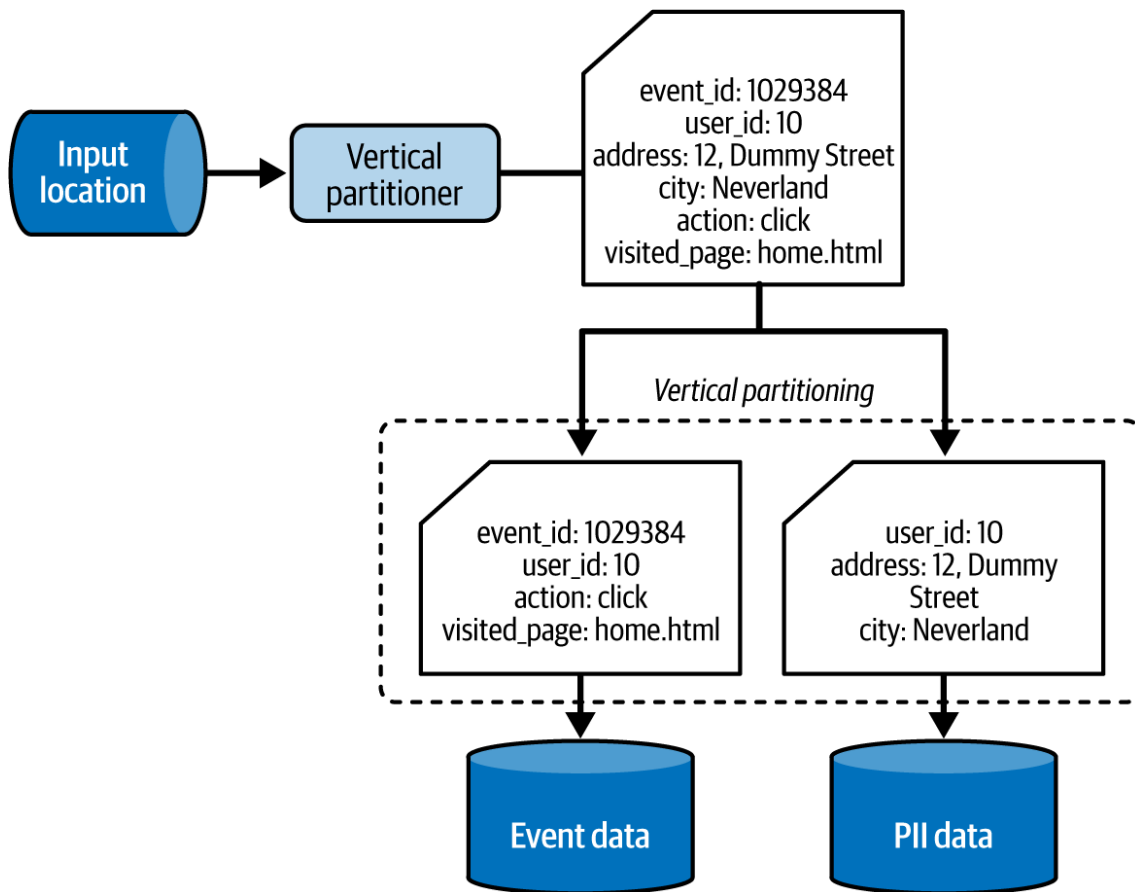 Input
location
Vertical
partitioner
event_id: 1029384
user_id: 10
address: 12, Dummy Street
city: Neverland
action: click
visited_page: home.html
Vertical partitioning
event_id: 1029384
user_id: 10
action: click
visited_page: home.html
user_id: 10
address: 12, Dummy
Street
city: Neverland
Event data
PII data